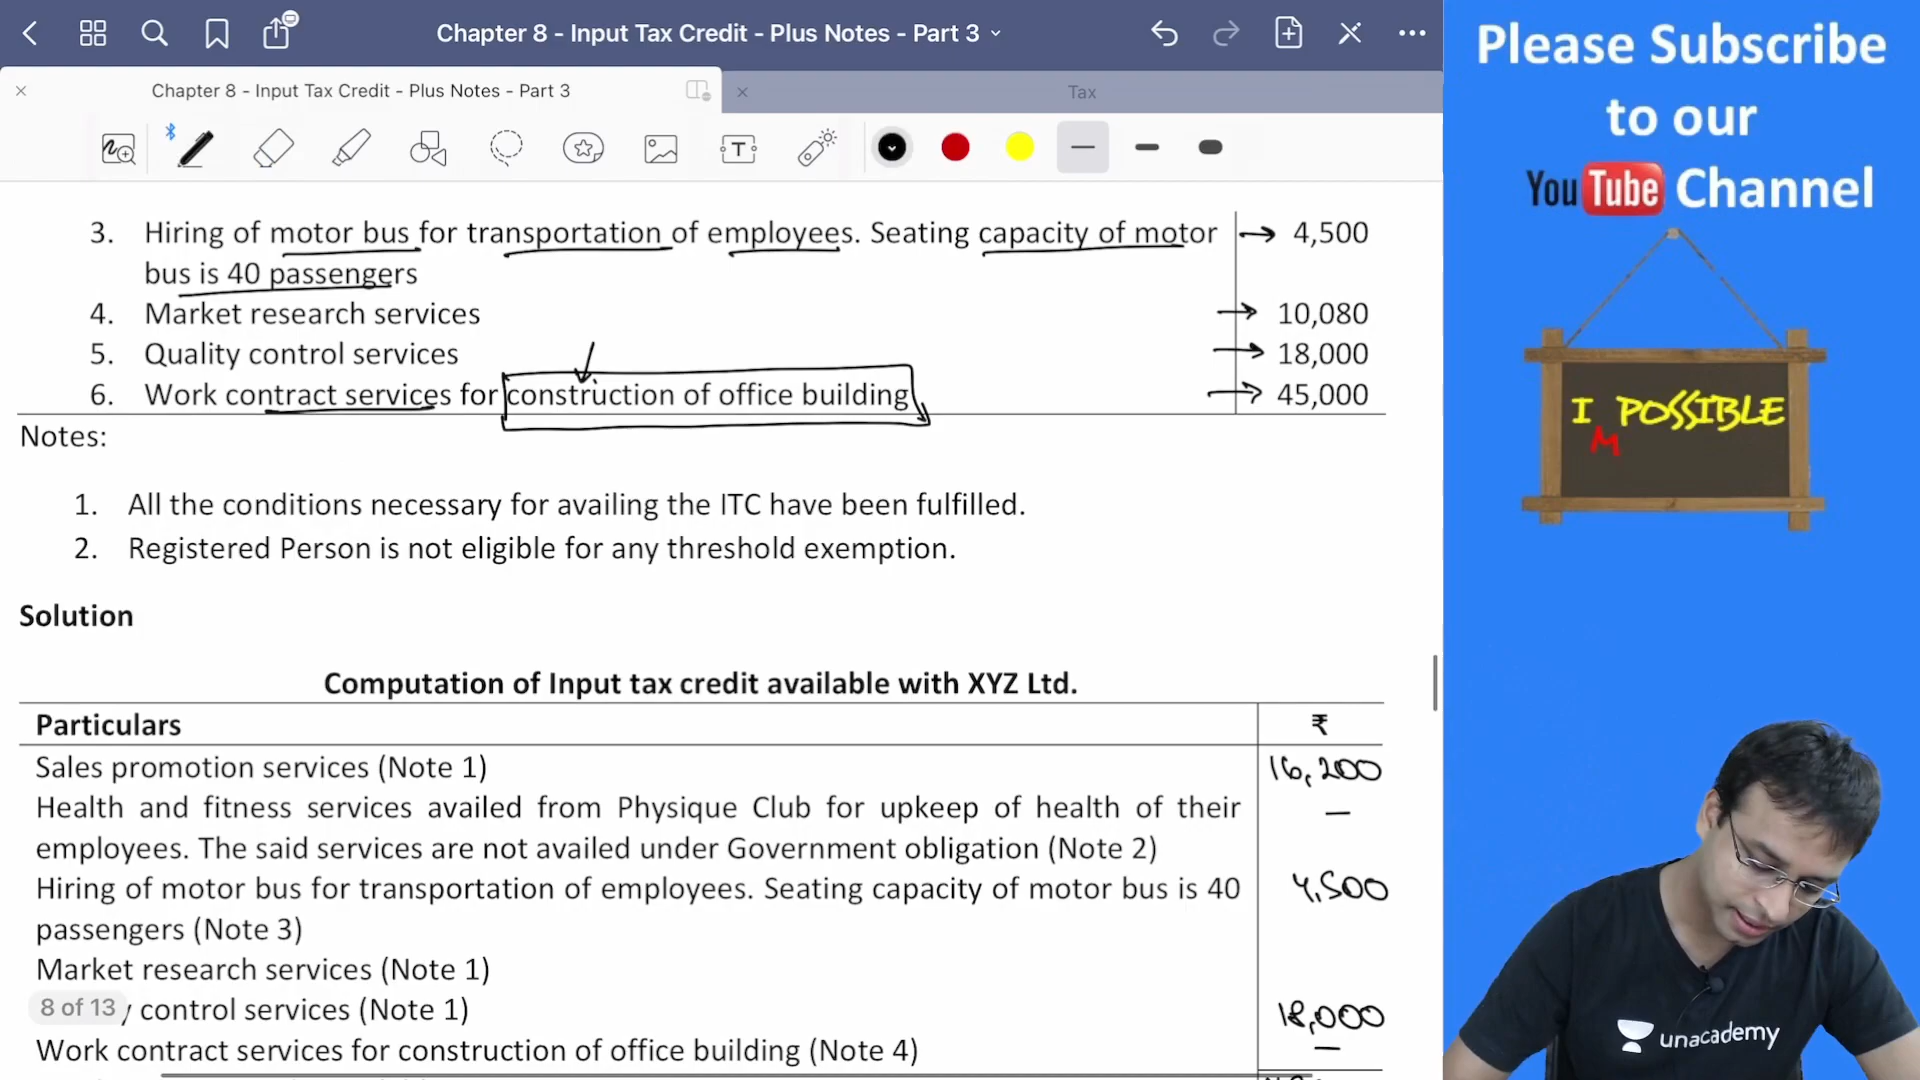 Chapter 8 - Input Tax Credit - Plus Notes - Part 3
Chapter 8 - Input Tax Credit - Plus Notes - Part 3
Tax
T
3. Hiring of motor bus for transportation of employees. Seating capacity of motor 4,500
bus is 40 passengers
4. Market research services 10,080
5. Quality control services 18,000
6. Work contract services for construction of office building 45,000
Notes:
1. All the conditions necessary for availing the ITC have been fulfilled.
2. Registered Person is not eligible for any threshold exemption.
Solution
Computation of Input tax credit available with XYZ Ltd.
Particulars ₹
Sales promotion services (Note 1) 16,200
Health and fitness services availed from Physique Club for upkeep of health of their —
employees. The said services are not availed under Government obligation (Note 2)
Hiring of motor bus for transportation of employees. Seating capacity of motor bus is 40 4,500
passengers (Note 3)
Market research services (Note 1)
8 of 13 y control services (Note 1) 18,000
Work contract services for construction of office building (Note 4) —
Please Subscribe
to our
YouTube Channel
I M POSSIBLE
unacademy